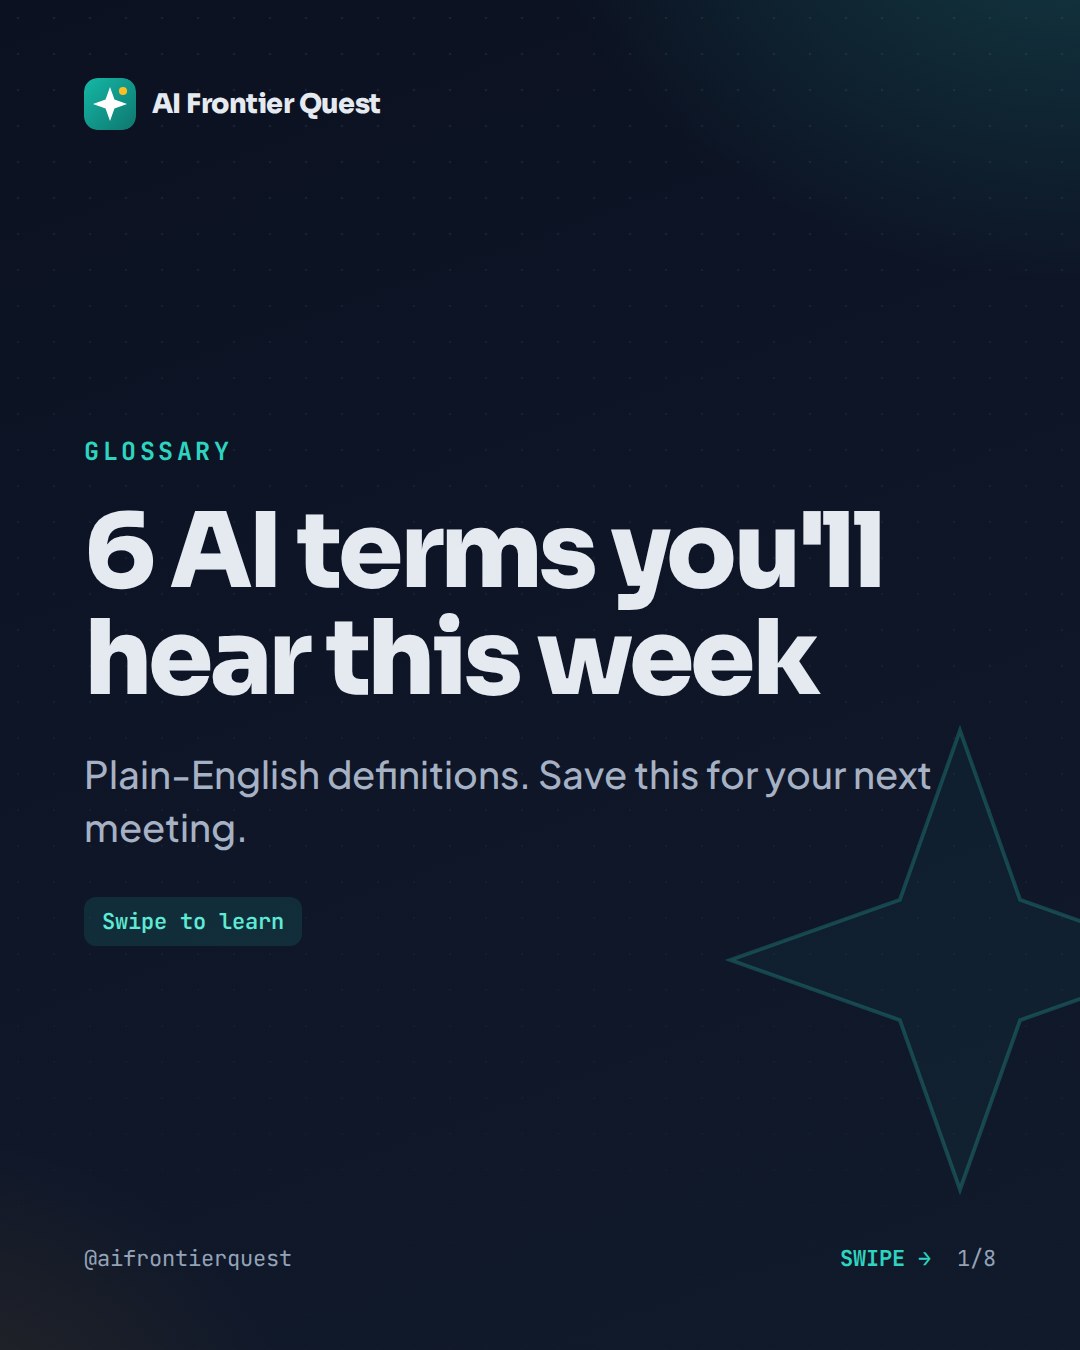 AI Frontier Quest
GLOSSARY
6 AI terms you'll
hear this week
Plain-English definitions. Save this for your next
meeting.
Swipe to learn
@aifrontierquest
SWIPE → 1/8